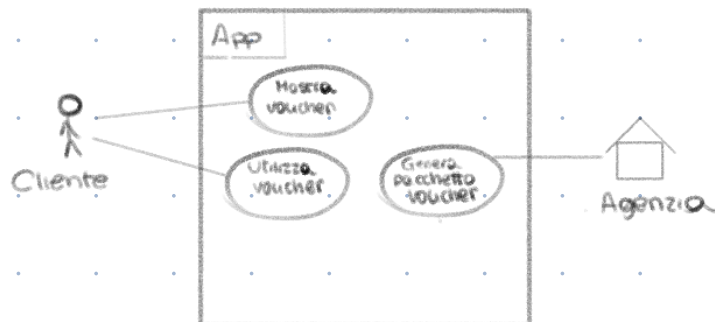 App
Mostra
voucher
Cliente
Utilizza
voucher
Genera
pacchetto
voucher
Agenzia